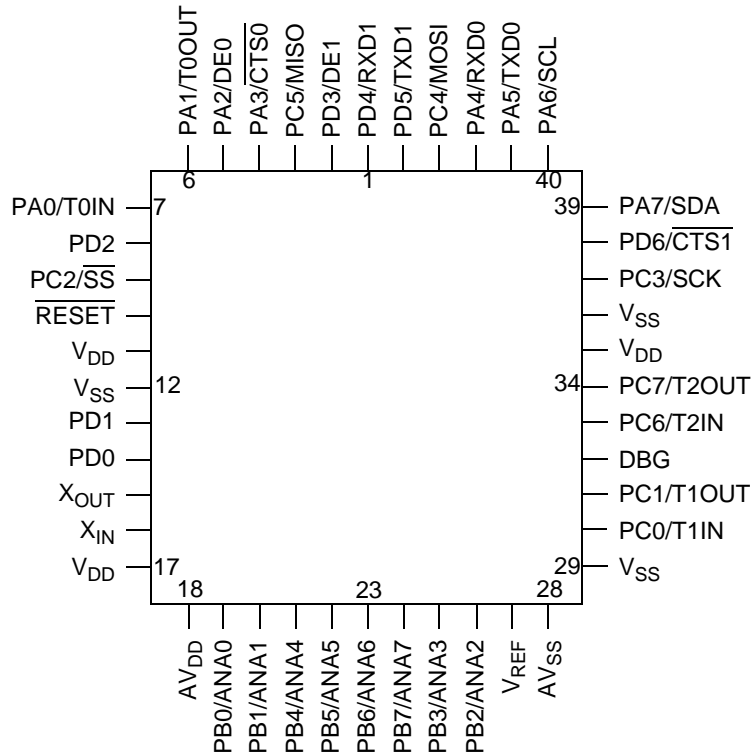 PA1/T0OUT
PA2/DE0
PA3/C̅T̅S̅0̅
PC5/MISO
PD3/DE1
PD4/RXD1
PD5/TXD1
PC4/MOSI
PA4/RXD0
PA5/TXD0
PA6/SCL
6
1
40
PA0/T0IN
7
39
PA7/SDA
PD2
PD6/C̅T̅S̅1̅
PC2/S̅S̅
PC3/SCK
R̅E̅S̅E̅T̅
VSS
VDD
VDD
VSS
12
34
PC7/T2OUT
PD1
PC6/T2IN
PD0
DBG
XOUT
PC1/T1OUT
XIN
PC0/T1IN
VDD
17
29
VSS
18
23
28
AVDD
PB0/ANA0
PB1/ANA1
PB4/ANA4
PB5/ANA5
PB6/ANA6
PB7/ANA7
PB3/ANA3
PB2/ANA2
VREF
AVSS